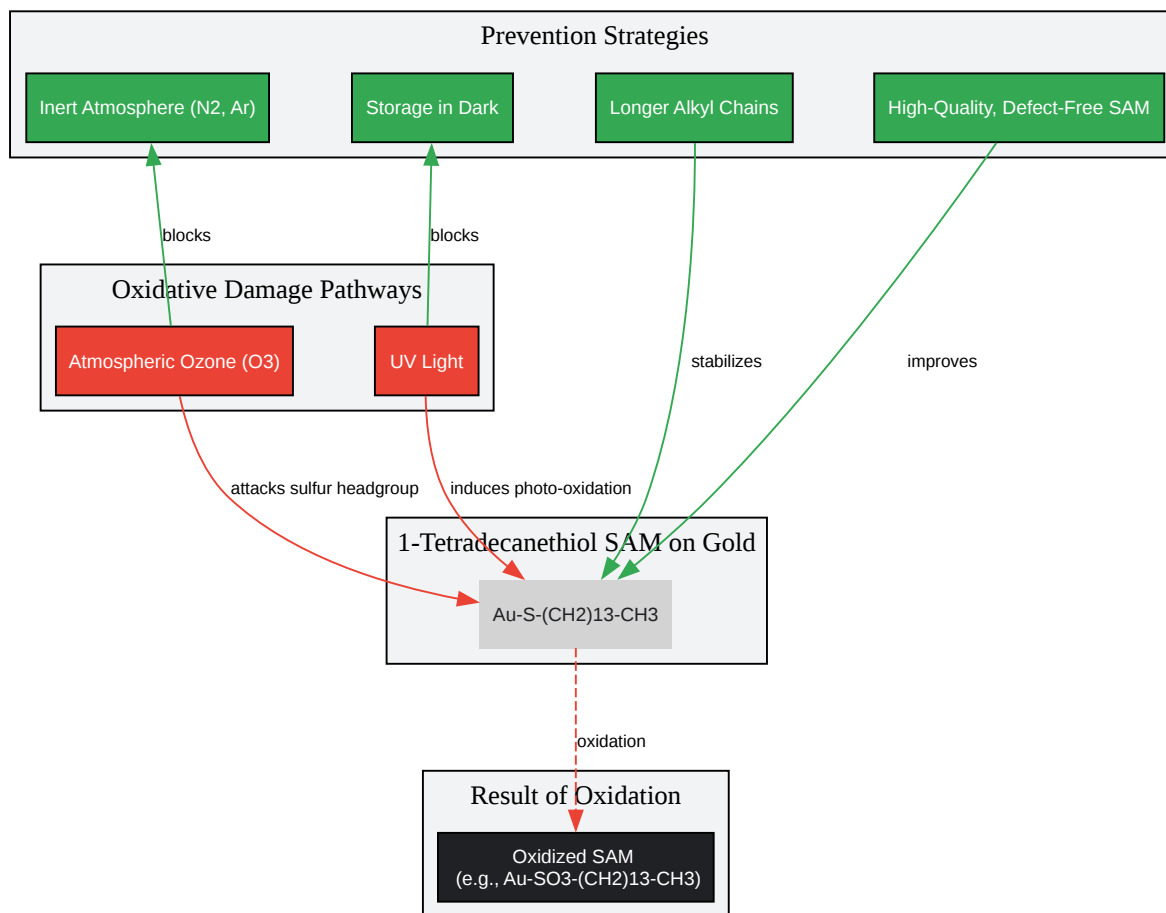 Prevention Strategies
Inert Atmosphere (N2, Ar)
Storage in Dark
Longer Alkyl Chains
High-Quality, Defect-Free SAM
blocks
blocks
Oxidative Damage Pathways
Atmospheric Ozone (O3)
UV Light
stabilizes
improves
attacks sulfur headgroup
induces photo-oxidation
1-Tetradecanethiol SAM on Gold
Au-S-(CH2)13-CH3
oxidation
Result of Oxidation
Oxidized SAM
(e.g., Au-SO3-(CH2)13-CH3)